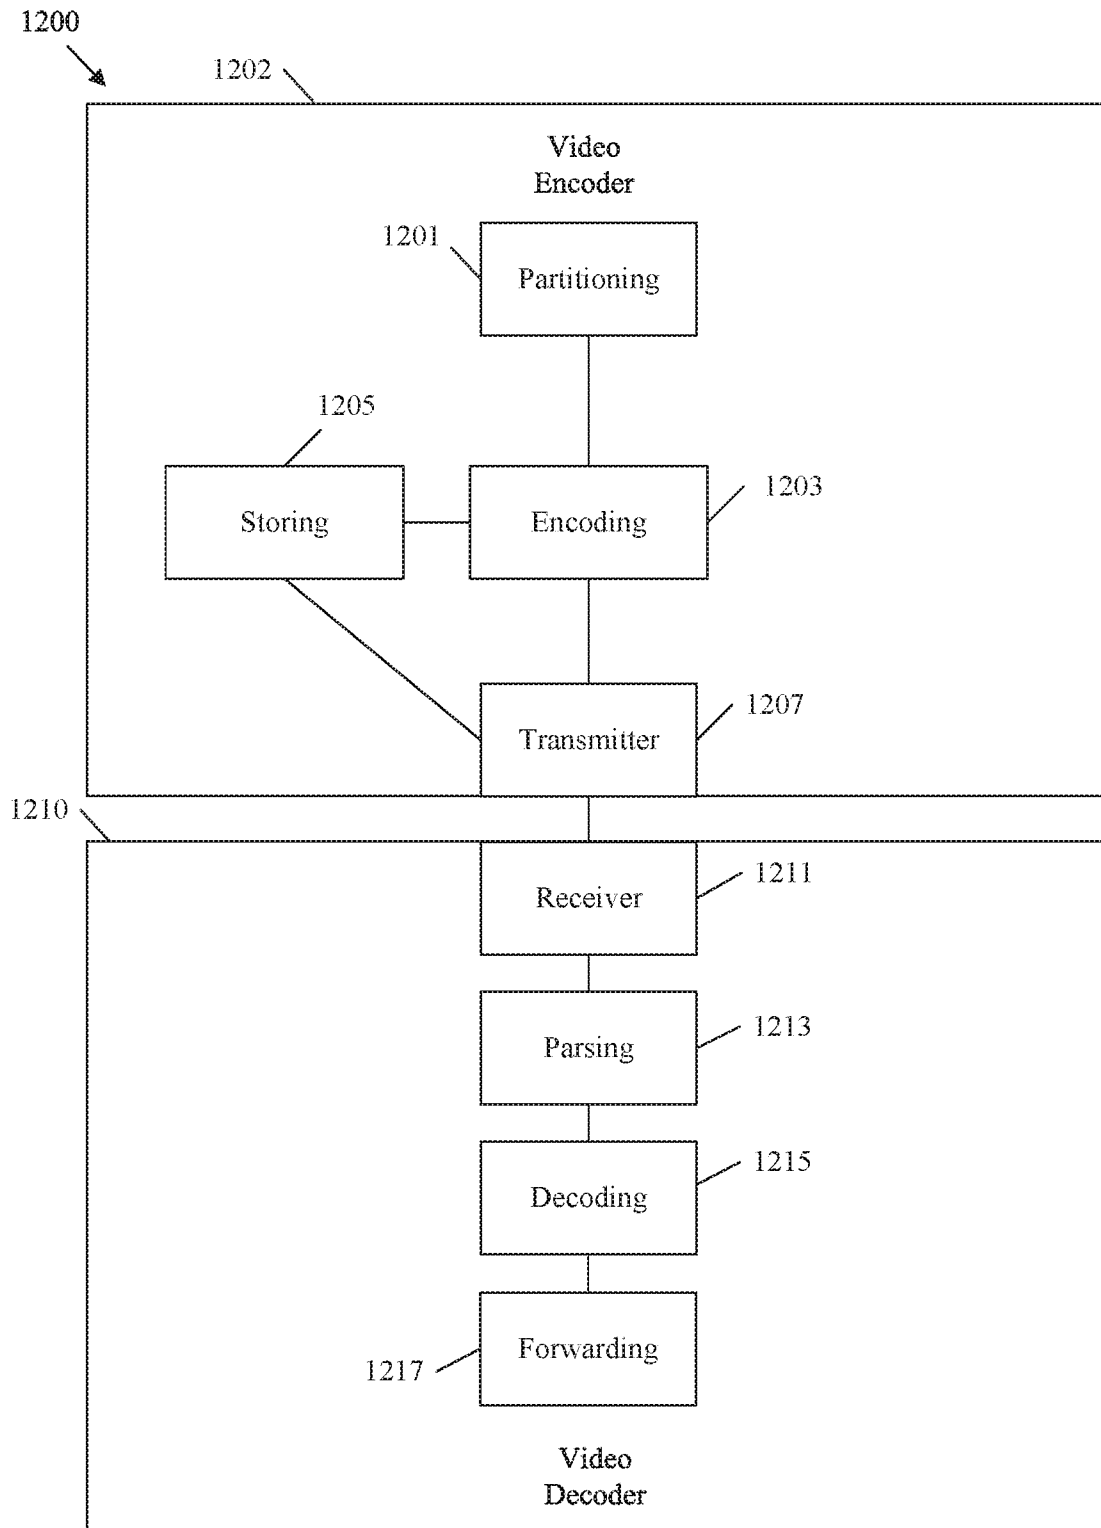 1200
1202
Video
Encoder
1201
Partitioning
1205
Storing
Encoding
1203
Transmitter
1207
1210
Receiver
1211
Parsing
1213
Decoding
1215
Forwarding
1217
Video
Decoder